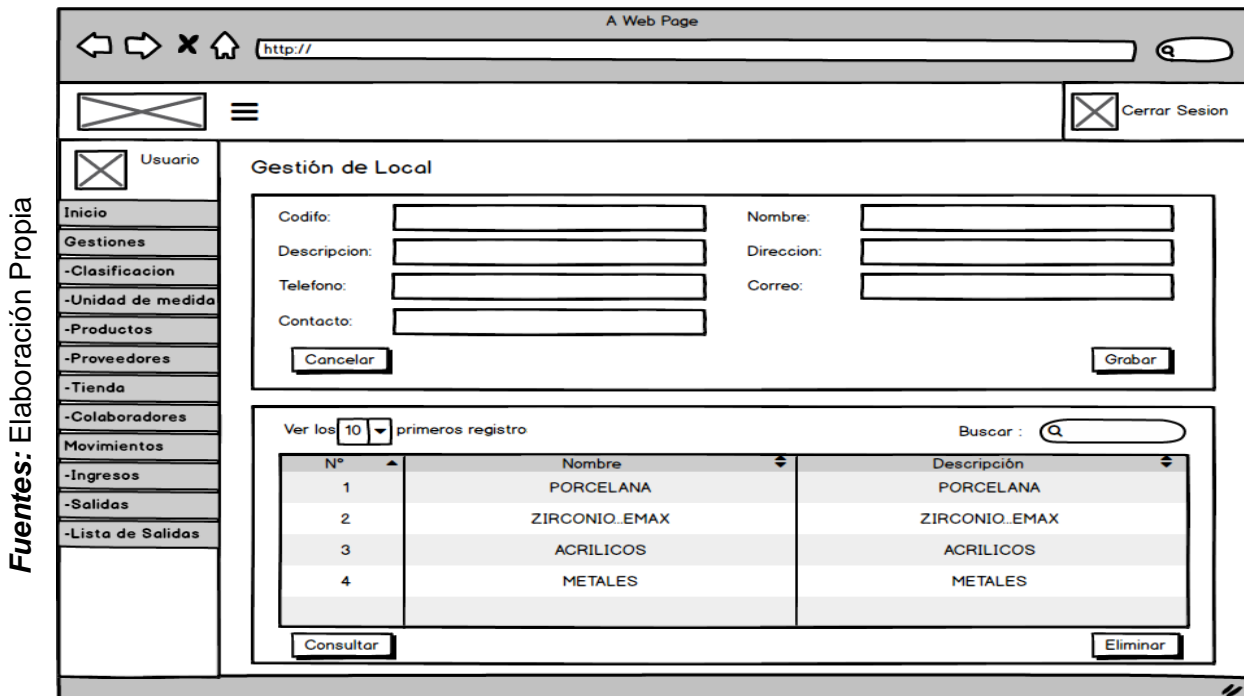 A Web Page
http://
Cerrar Sesion
Usuario
Inicio
Gestiones
-Clasificacion
-Unidad de medida
-Productos
-Proveedores
-Tienda
-Colaboradores
Movimientos
-Ingresos
-Salidas
-Lista de Salidas
Gestión de Local
Codifo: Nombre:
Descripcion: Direccion:
Telefono: Correo:
Contacto:
Cancelar Grabar
Ver los 10 primeros registro Buscar :
N° Nombre Descripción
1 PORCELANA PORCELANA
2 ZIRCONIO...EMAX ZIRCONIO...EMAX
3 ACRILICOS ACRILICOS
4 METALES METALES
Consultar Eliminar
Fuentes: Elaboración Propia